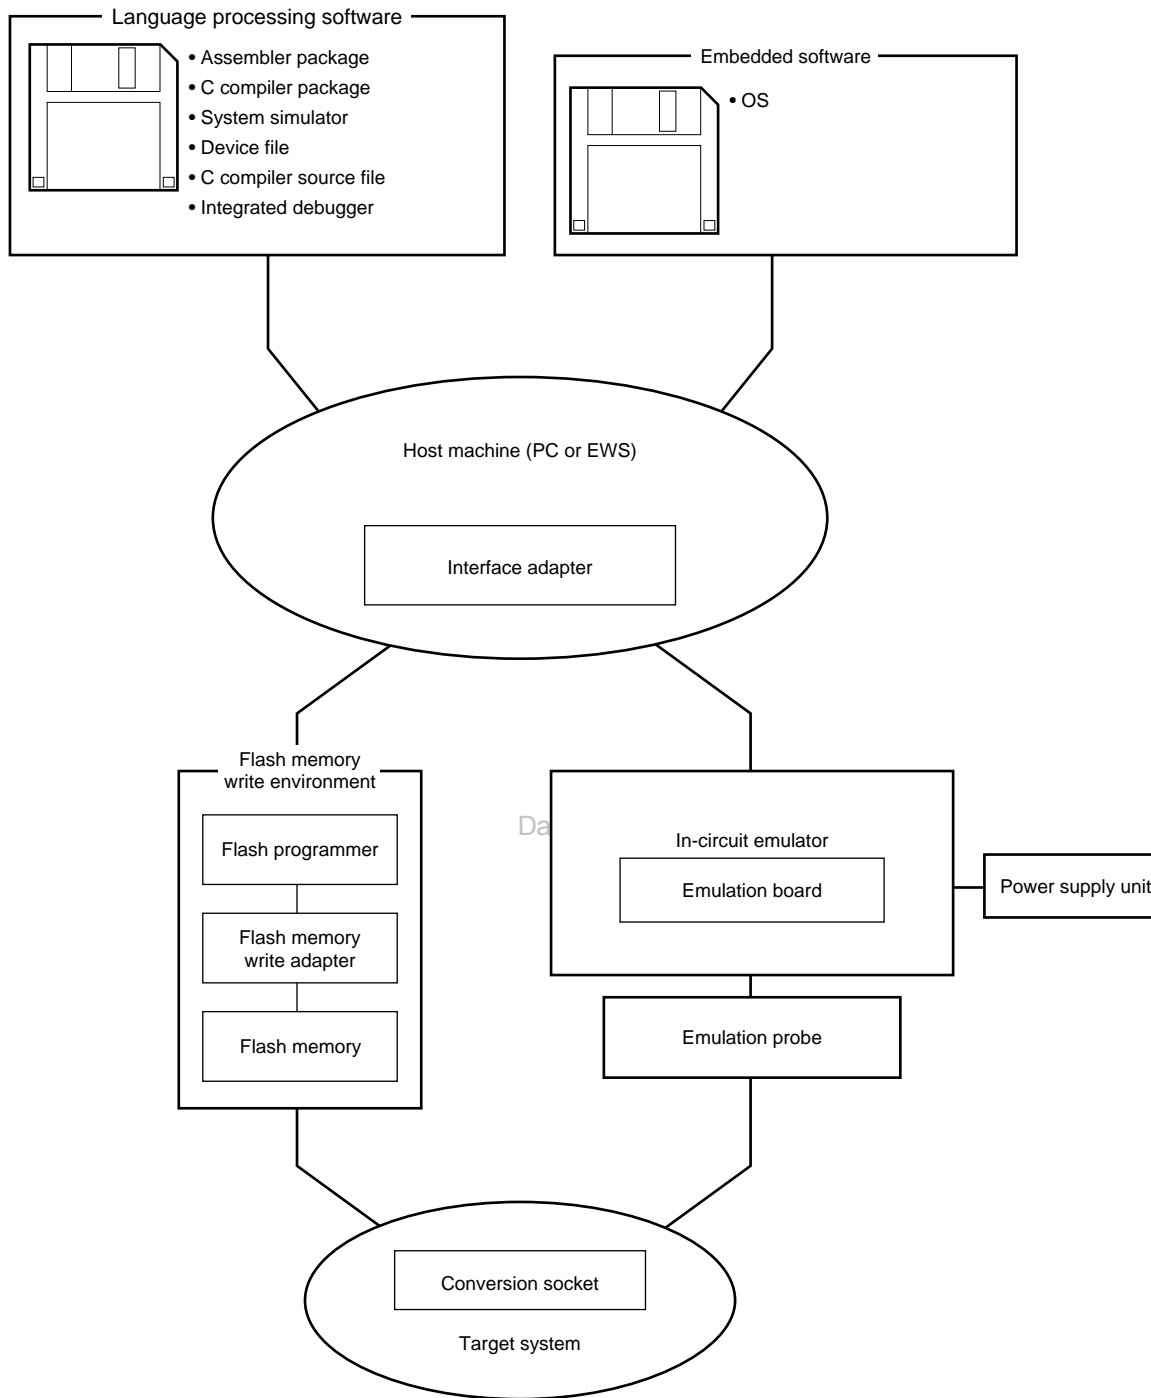 Language processing software
• Assembler package
• C compiler package
• System simulator
• Device file
• C compiler source file
• Integrated debugger
Embedded software
• OS
Host machine (PC or EWS)
Interface adapter
Flash memory
write environment
Flash programmer
Flash memory
write adapter
Flash memory
Da
In-circuit emulator
Emulation board
Power supply unit
Emulation probe
Conversion socket
Target system